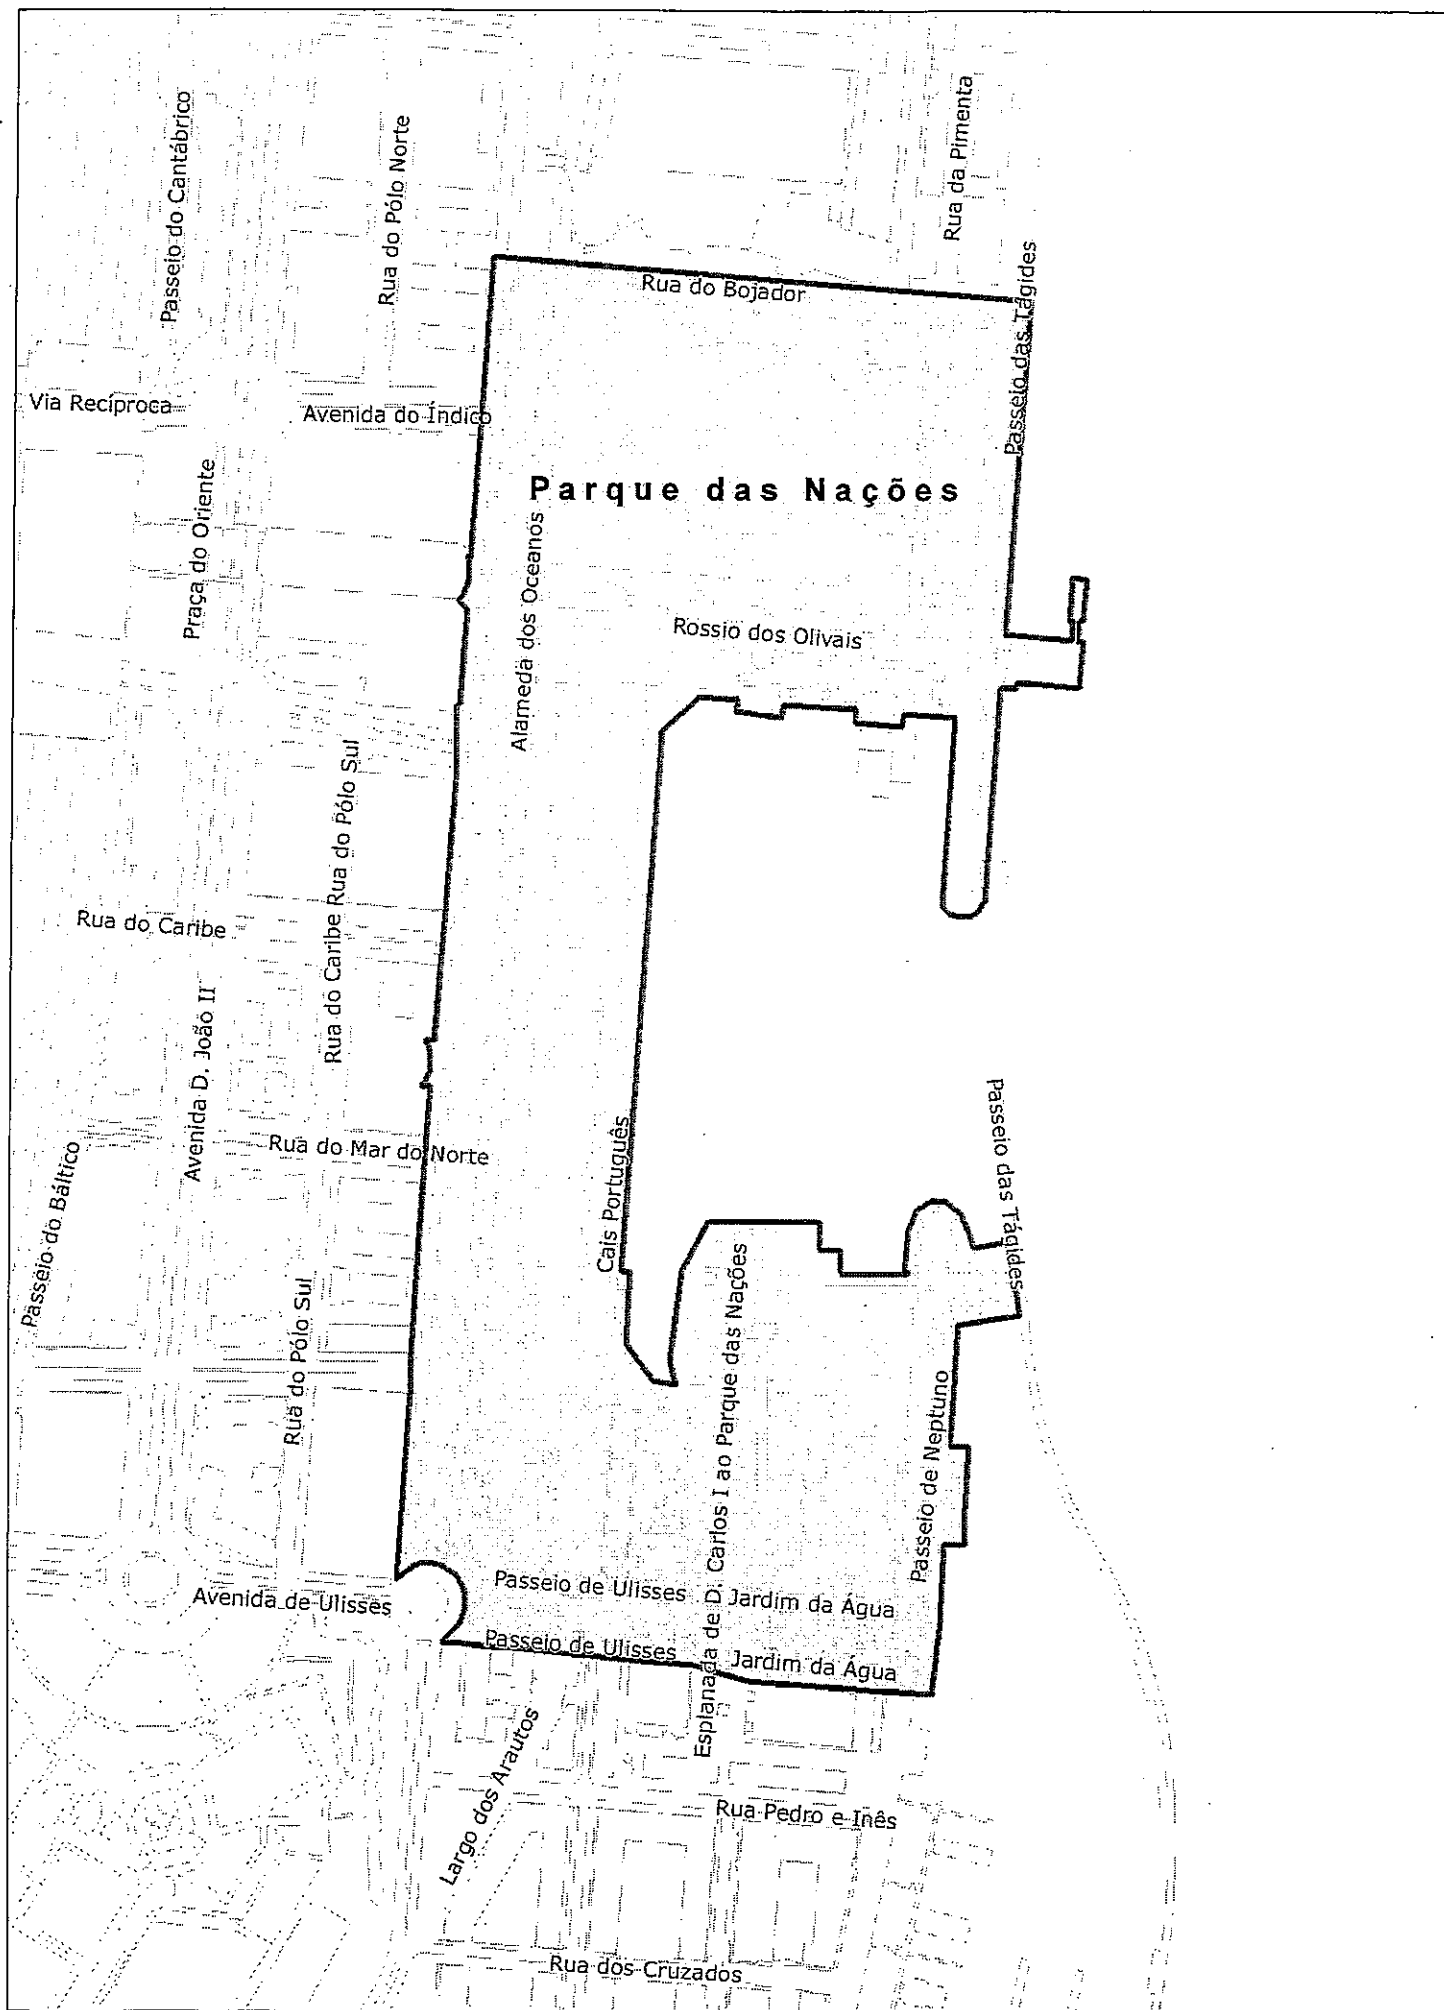 Passeio do Cantábrico
Rua do Pólo Norte
Rua da Pimenta
Rua do Bojador
Passeio das Tágides
Via Recíproca
Avenida do Índico
Parque das Nações
Praça do Oriente
Alameda dos Oceanos
Rossio dos Olivais
Rua do Pólo Sul
Rua do Caribe
Rua do Caribe
Avenida D. João II
Rua do Mar do Norte
Passeio do Báltico
Cais Português
Passeio das Tágides
Rua do Pólo Sul
Esplanada de D. Carlos I ao Parque das Nações
Passeio de Neptuno
Avenida de Ulisses
Passeio de Ulisses
Jardim da Água
Passeio de Ulisses
Jardim da Água
Largo dos Arautos
Rua Pedro e Inês
Rua dos Cruzados